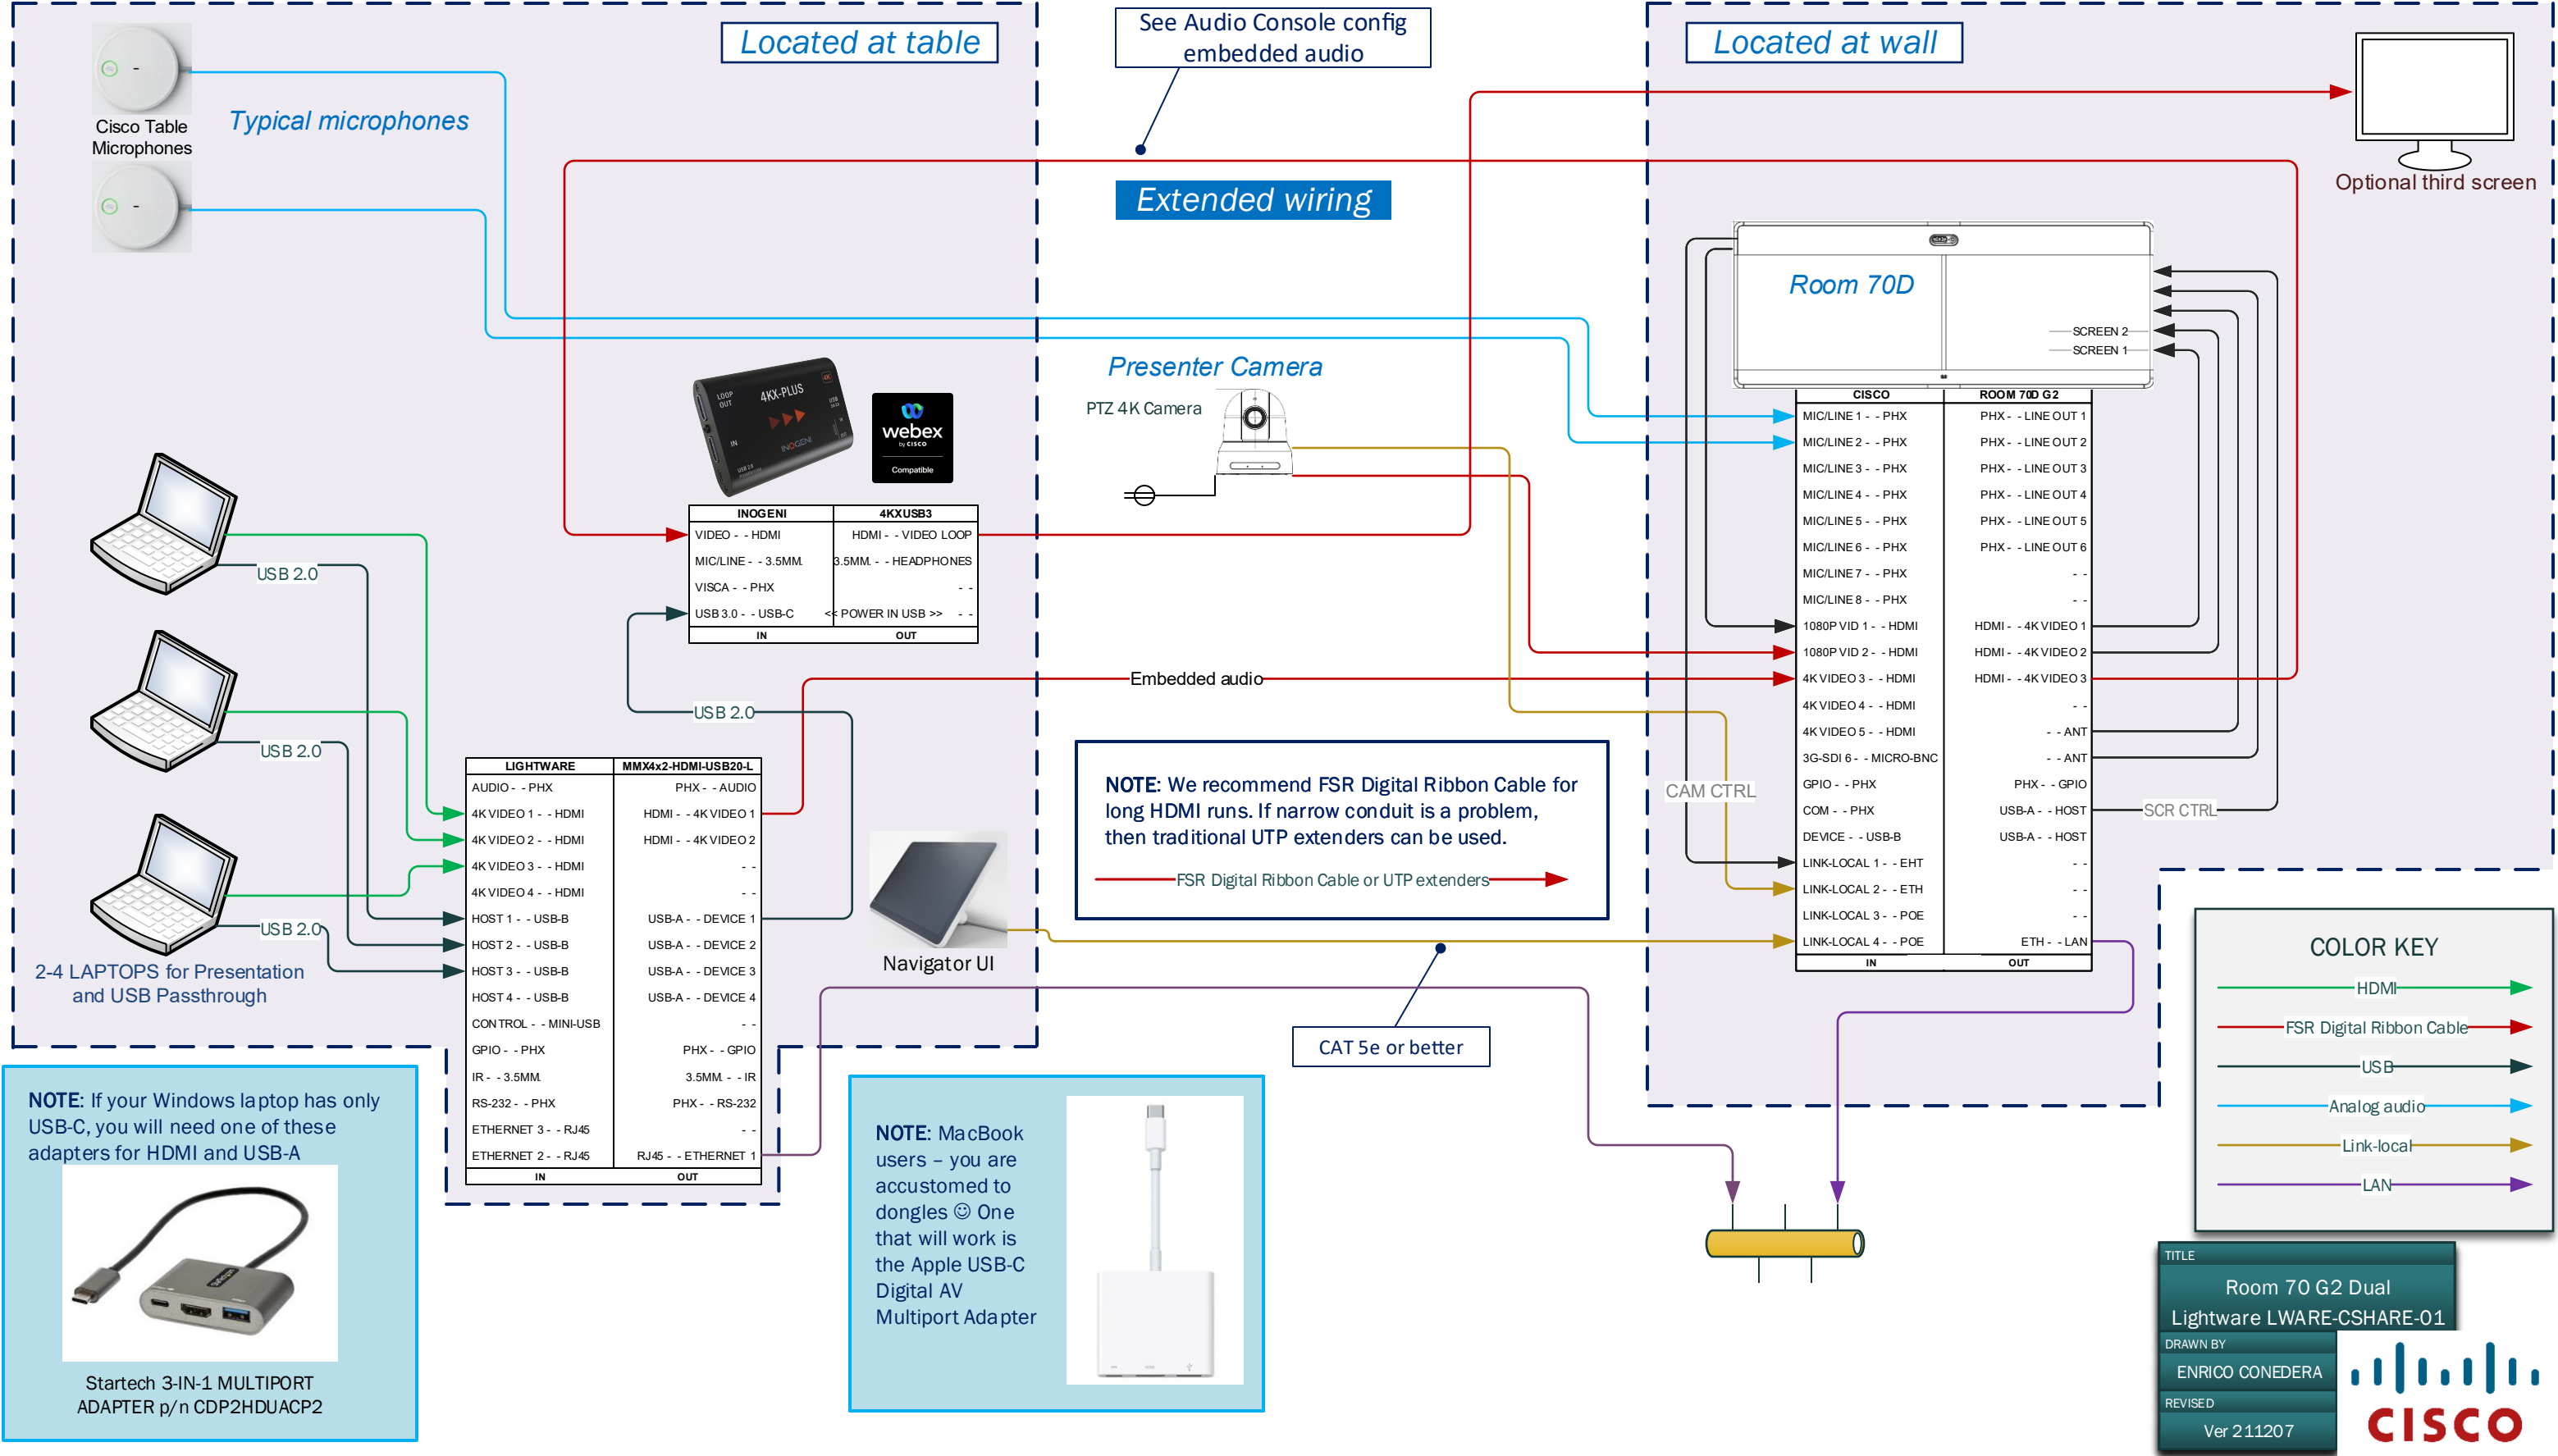 Located at table
See Audio Console config
embedded audio
Located at wall
Cisco Table
Microphones
Typical microphones
Optional third screen
Extended wiring
Room 70D
SCREEN 2
SCREEN 1
Presenter Camera
PTZ 4K Camera
LOOP
OUT
4KX-PLUS
4K
USB
IN
INOGENI
USB 2.0
webex
by CISCO
Compatible
INOGENI 4KXUSB3
VIDEO - - HDMI HDMI - - VIDEO LOOP
MIC/LINE - - 3.5MM. 3.5MM. - - HEADPHONES
VISCA - - PHX - -
USB 3.0 - - USB-C << POWER IN USB >> - -
IN OUT
CISCO ROOM 70D G2
MIC/LINE 1 - - PHX PHX - - LINE OUT 1
MIC/LINE 2 - - PHX PHX - - LINE OUT 2
MIC/LINE 3 - - PHX PHX - - LINE OUT 3
MIC/LINE 4 - - PHX PHX - - LINE OUT 4
MIC/LINE 5 - - PHX PHX - - LINE OUT 5
MIC/LINE 6 - - PHX PHX - - LINE OUT 6
MIC/LINE 7 - - PHX - -
MIC/LINE 8 - - PHX - -
1080P VID 1 - - HDMI HDMI - - 4K VIDEO 1
1080P VID 2 - - HDMI HDMI - - 4K VIDEO 2
4K VIDEO 3 - - HDMI HDMI - - 4K VIDEO 3
4K VIDEO 4 - - HDMI - -
4K VIDEO 5 - - HDMI - - ANT
3G-SDI 6 - - MICRO-BNC - - ANT
GPIO - - PHX PHX - - GPIO
COM - - PHX USB-A - - HOST
DEVICE - - USB-B USB-A - - HOST
LINK-LOCAL 1 - - EHT - -
LINK-LOCAL 2 - - ETH - -
LINK-LOCAL 3 - - POE - -
LINK-LOCAL 4 - - POE ETH - - LAN
IN OUT
CAM CTRL
SCR CTRL
USB 2.0
USB 2.0
USB 2.0
USB 2.0
Embedded audio
2-4 LAPTOPS for Presentation
and USB Passthrough
LIGHTWARE MMX4x2-HDMI-USB20-L
AUDIO - - PHX PHX - - AUDIO
4K VIDEO 1 - - HDMI HDMI - - 4K VIDEO 1
4K VIDEO 2 - - HDMI HDMI - - 4K VIDEO 2
4K VIDEO 3 - - HDMI - -
4K VIDEO 4 - - HDMI - -
HOST 1 - - USB-B USB-A - - DEVICE 1
HOST 2 - - USB-B USB-A - - DEVICE 2
HOST 3 - - USB-B USB-A - - DEVICE 3
HOST 4 - - USB-B USB-A - - DEVICE 4
CONTROL - - MINI-USB - -
GPIO - - PHX PHX - - GPIO
IR - - 3.5MM. 3.5MM. - - IR
RS-232 - - PHX PHX - - RS-232
ETHERNET 3 - - RJ45 - -
ETHERNET 2 - - RJ45 RJ45 - - ETHERNET 1
IN OUT
Navigator UI
NOTE: We recommend FSR Digital Ribbon Cable for
long HDMI runs. If narrow conduit is a problem,
then traditional UTP extenders can be used.
FSR Digital Ribbon Cable or UTP extenders
CAT 5e or better
NOTE: If your Windows laptop has only
USB-C, you will need one of these
adapters for HDMI and USB-A
Startech 3-IN-1 MULTIPORT
ADAPTER p/n CDP2HDUACP2
NOTE: MacBook
users – you are
accustomed to
dongles ☺ One
that will work is
the Apple USB-C
Digital AV
Multiport Adapter
COLOR KEY
HDMI
FSR Digital Ribbon Cable
USB
Analog audio
Link-local
LAN
TITLE
Room 70 G2 Dual
Lightware LWARE-CSHARE-01
DRAWN BY
ENRICO CONEDERA
REVISED
Ver 211207
CISCO